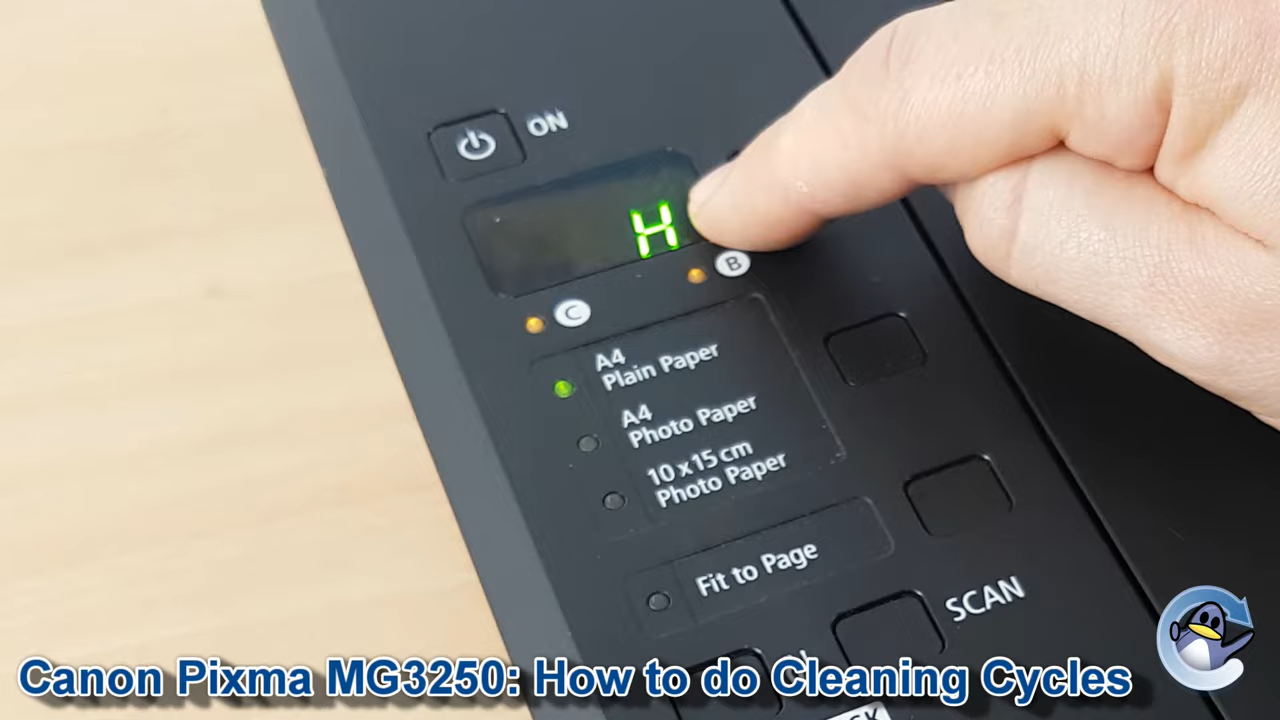 ON
H
B
C
A4
Plain Paper
A4
Photo Paper
10 x 15 cm
Photo Paper
Fit to Page
SCAN
Canon Pixma MG3250: How to do Cleaning Cycles